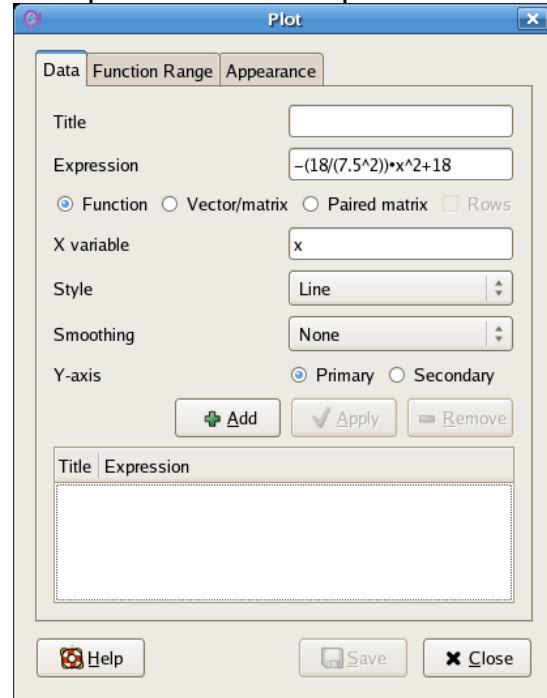 Plot
Data Function Range Appearance
Title
Expression −(18/(7.5^2))•x^2+18
Function Vector/matrix Paired matrix Rows
X variable x
Style Line
Smoothing None
Y-axis Primary Secondary
Add Apply Remove
Title Expression
Help Save Close